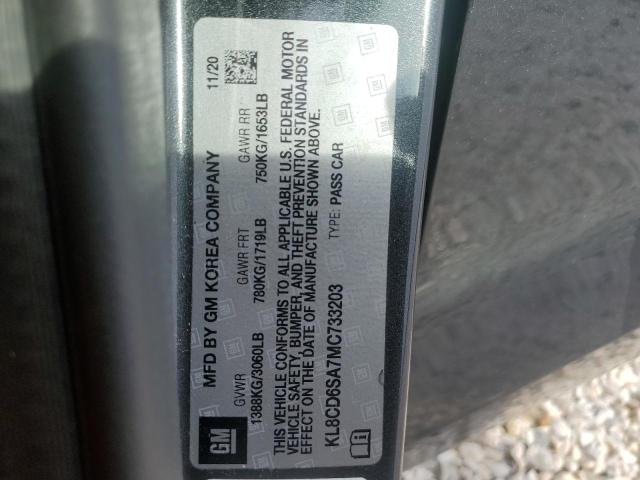 GM
MFD BY GM KOREA COMPANY
11/20
GVWR
GAWR FRT
GAWR RR
1388KG/3060LB
780KG/1719LB
750KG/1653LB
THIS VEHICLE CONFORMS TO ALL APPLICABLE U.S. FEDERAL MOTOR
VEHICLE SAFETY, BUMPER, AND THEFT PREVENTION STANDARDS IN
EFFECT ON THE DATE OF MANUFACTURE SHOWN ABOVE.
KL8CD6SA7MC733203
TYPE: PASS CAR